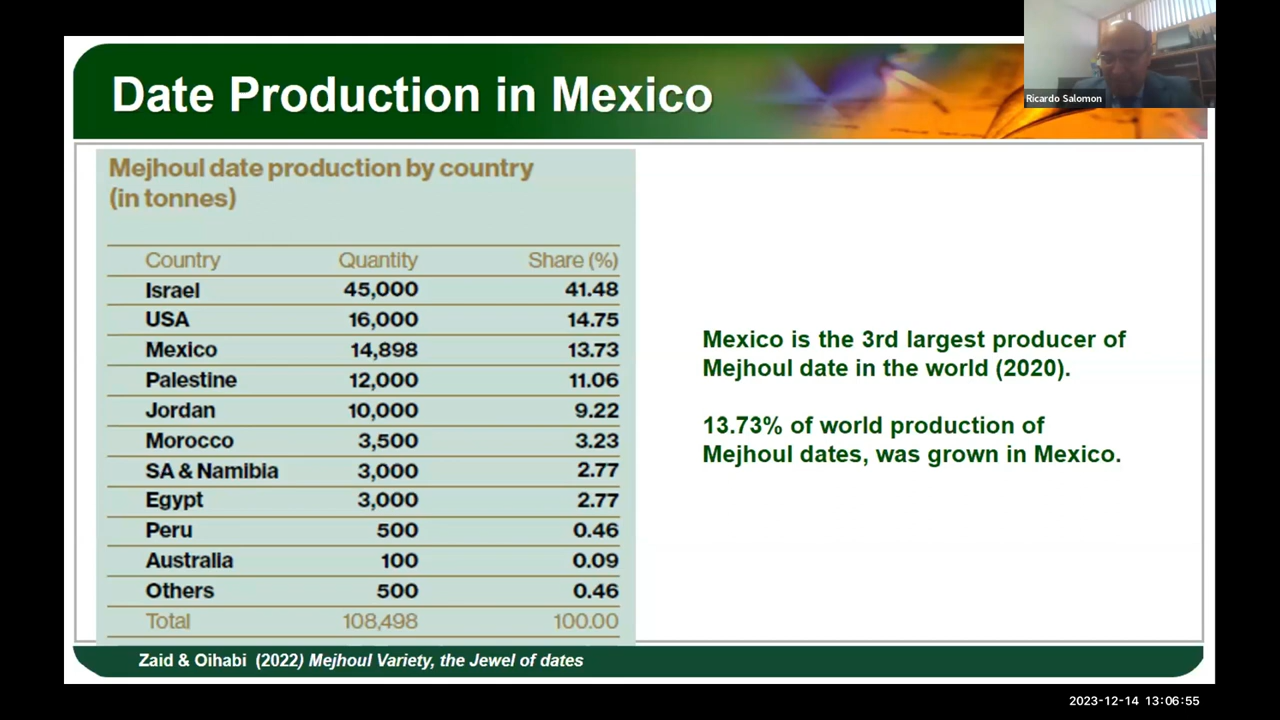 Date Production in Mexico
Ricardo Salomon
Mejhoul date production by country
(in tonnes)
Country Quantity Share (%)
Israel 45,000 41.48
USA 16,000 14.75
Mexico 14,898 13.73
Palestine 12,000 11.06
Jordan 10,000 9.22
Morocco 3,500 3.23
SA & Namibia 3,000 2.77
Egypt 3,000 2.77
Peru 500 0.46
Australia 100 0.09
Others 500 0.46
Total 108,498 100.00
Mexico is the 3rd largest producer of
Mejhoul date in the world (2020).
13.73% of world production of
Mejhoul dates, was grown in Mexico.
Zaid & Oihabi (2022) Mejhoul Variety, the Jewel of dates
2023-12-14 13:06:55